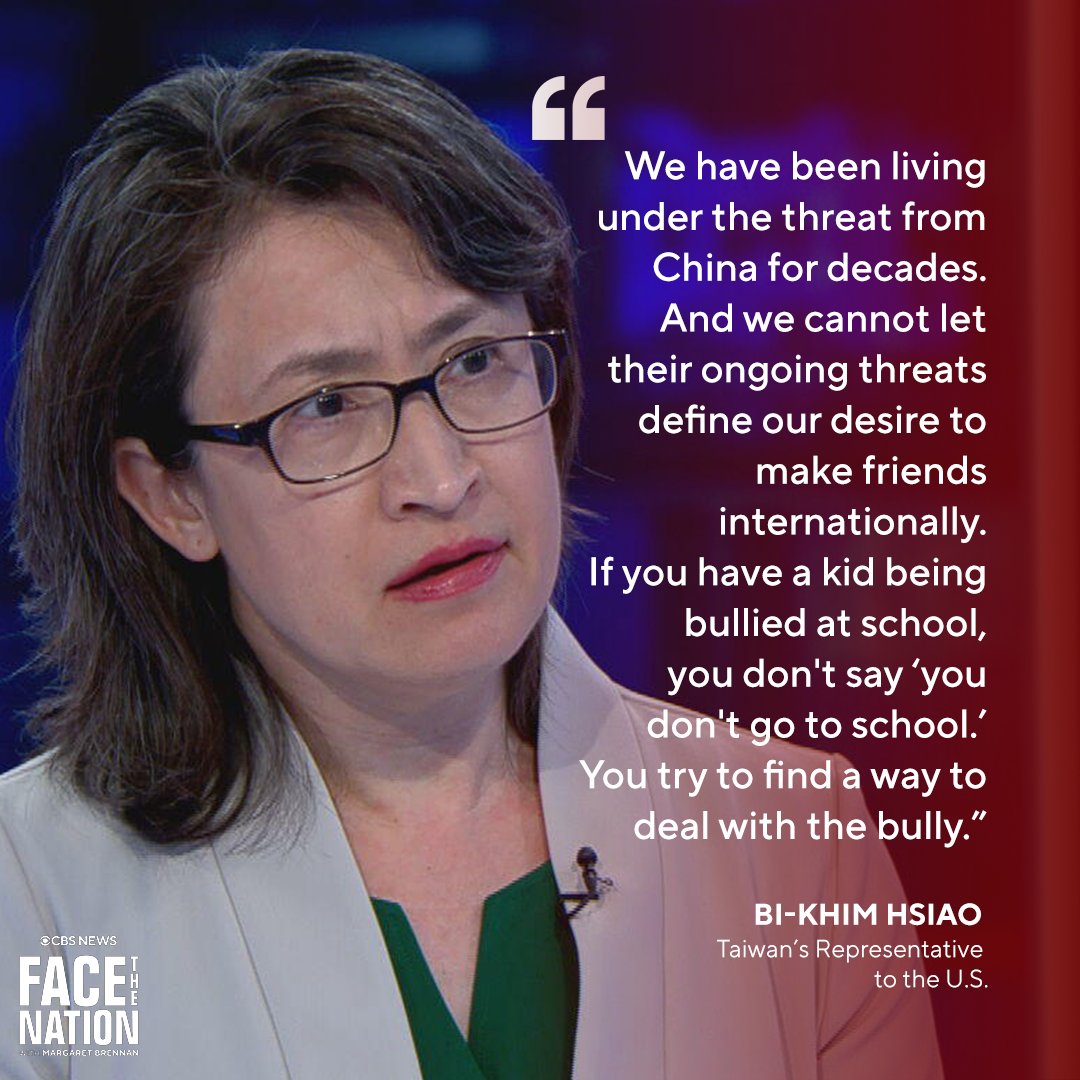 “
We have been living
under the threat from
China for decades.
And we cannot let
their ongoing threats
define our desire to
make friends
internationally.
If you have a kid being
bullied at school,
you don't say ‘you
don't go to school.’
You try to find a way to
deal with the bully.”
BI-KHIM HSIAO
Taiwan’s Representative
to the U.S.
CBS NEWS
FACE THE
NATION
WITH MARGARET BRENNAN